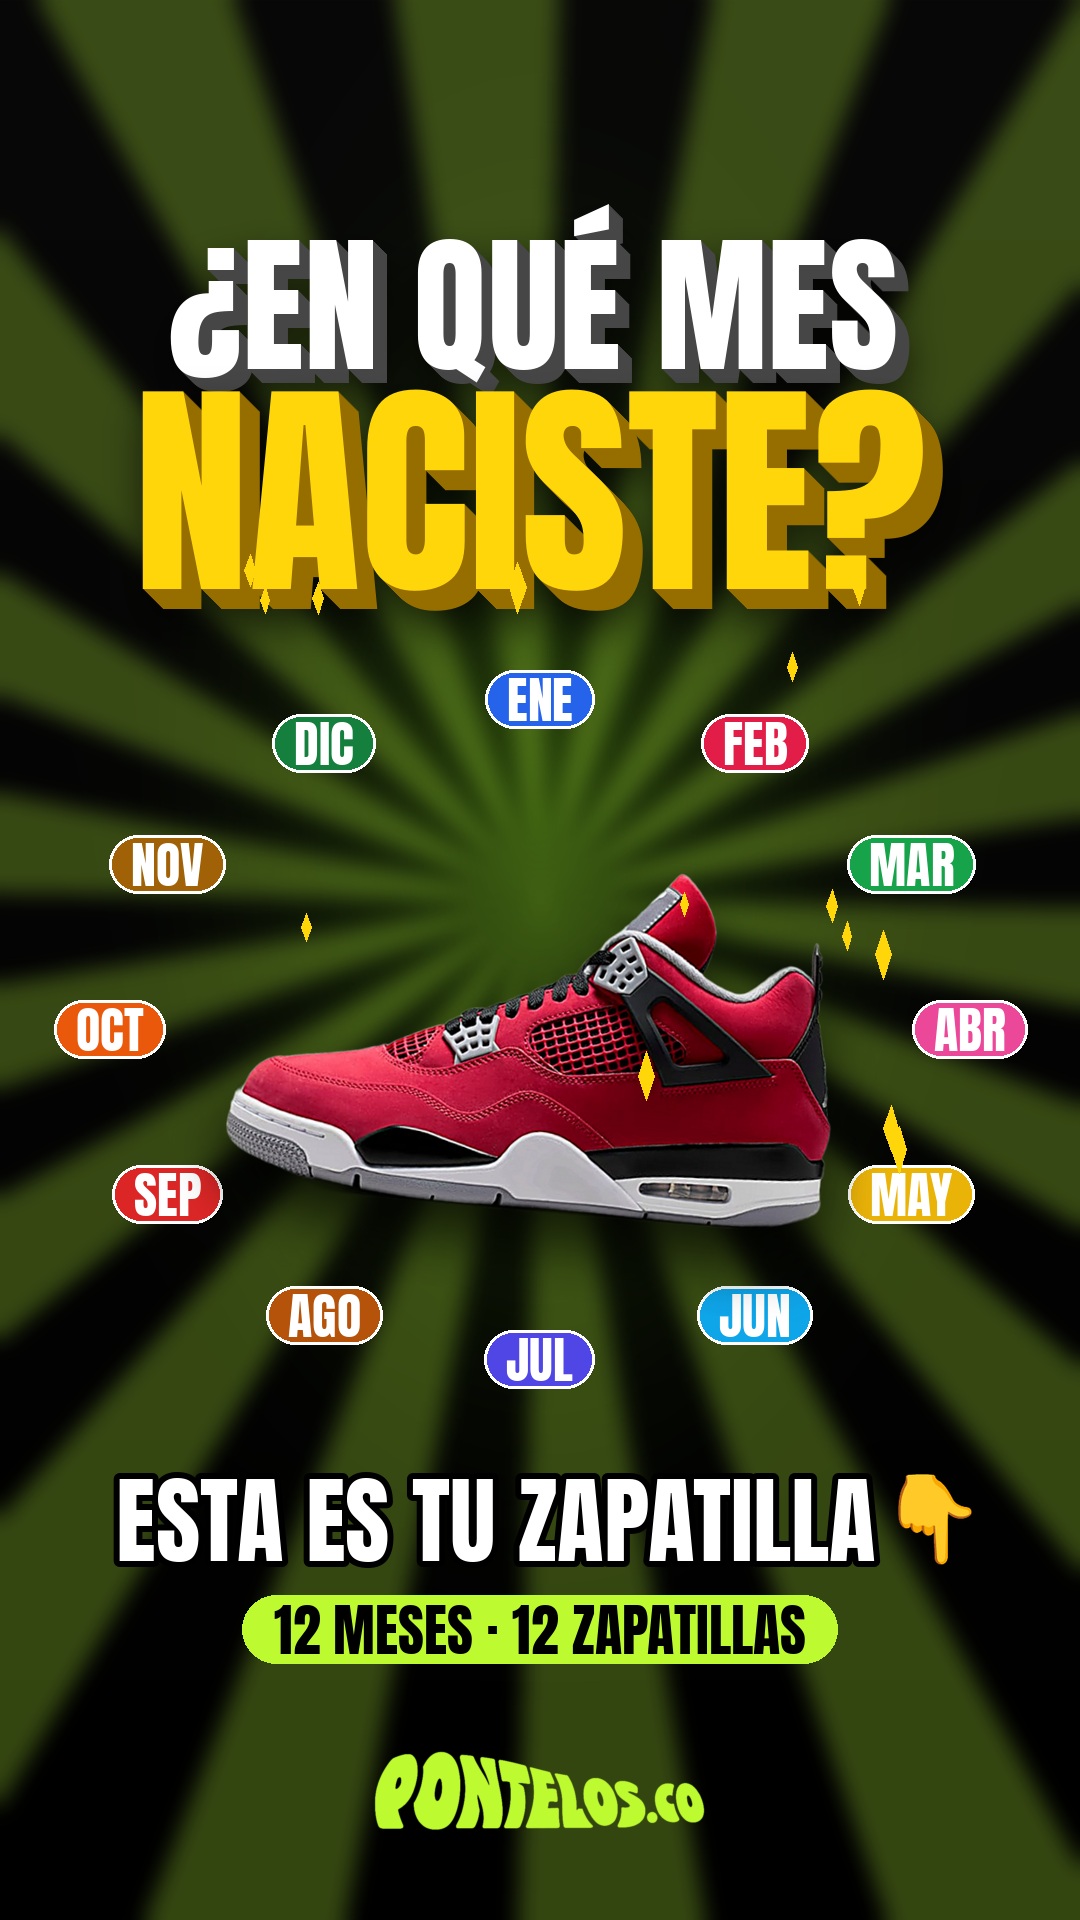 ¿EN QUÉ MES
NACISTE?
ENE
DIC
FEB
NOV
MAR
OCT
ABR
SEP
MAY
AGO
JUN
JUL
ESTA ES TU ZAPATILLA👇
12 MESES · 12 ZAPATILLAS
PONTELOS.CO